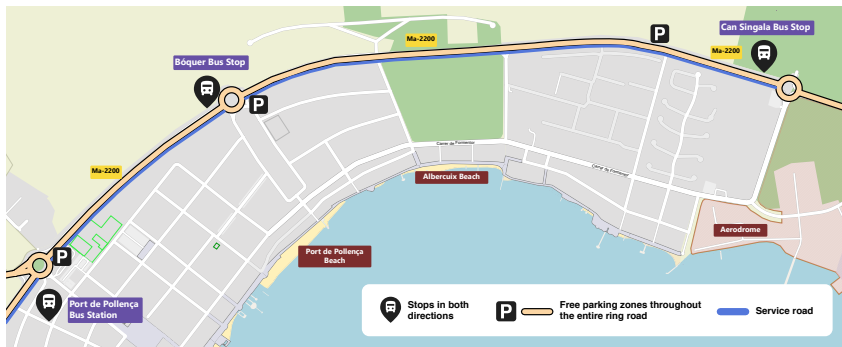 Can Singala Bus Stop
P
Ma-2200
Ma-2200
Bóquer Bus Stop
P
Ma-2200
Carrer de Formentor
Carrer de Formentor
Albercuix Beach
Aerodrome
Port de Pollença
Beach
P
Port de Pollença
Bus Station
Stops in both
directions
P
Free parking zones throughout
the entire ring road
Service road